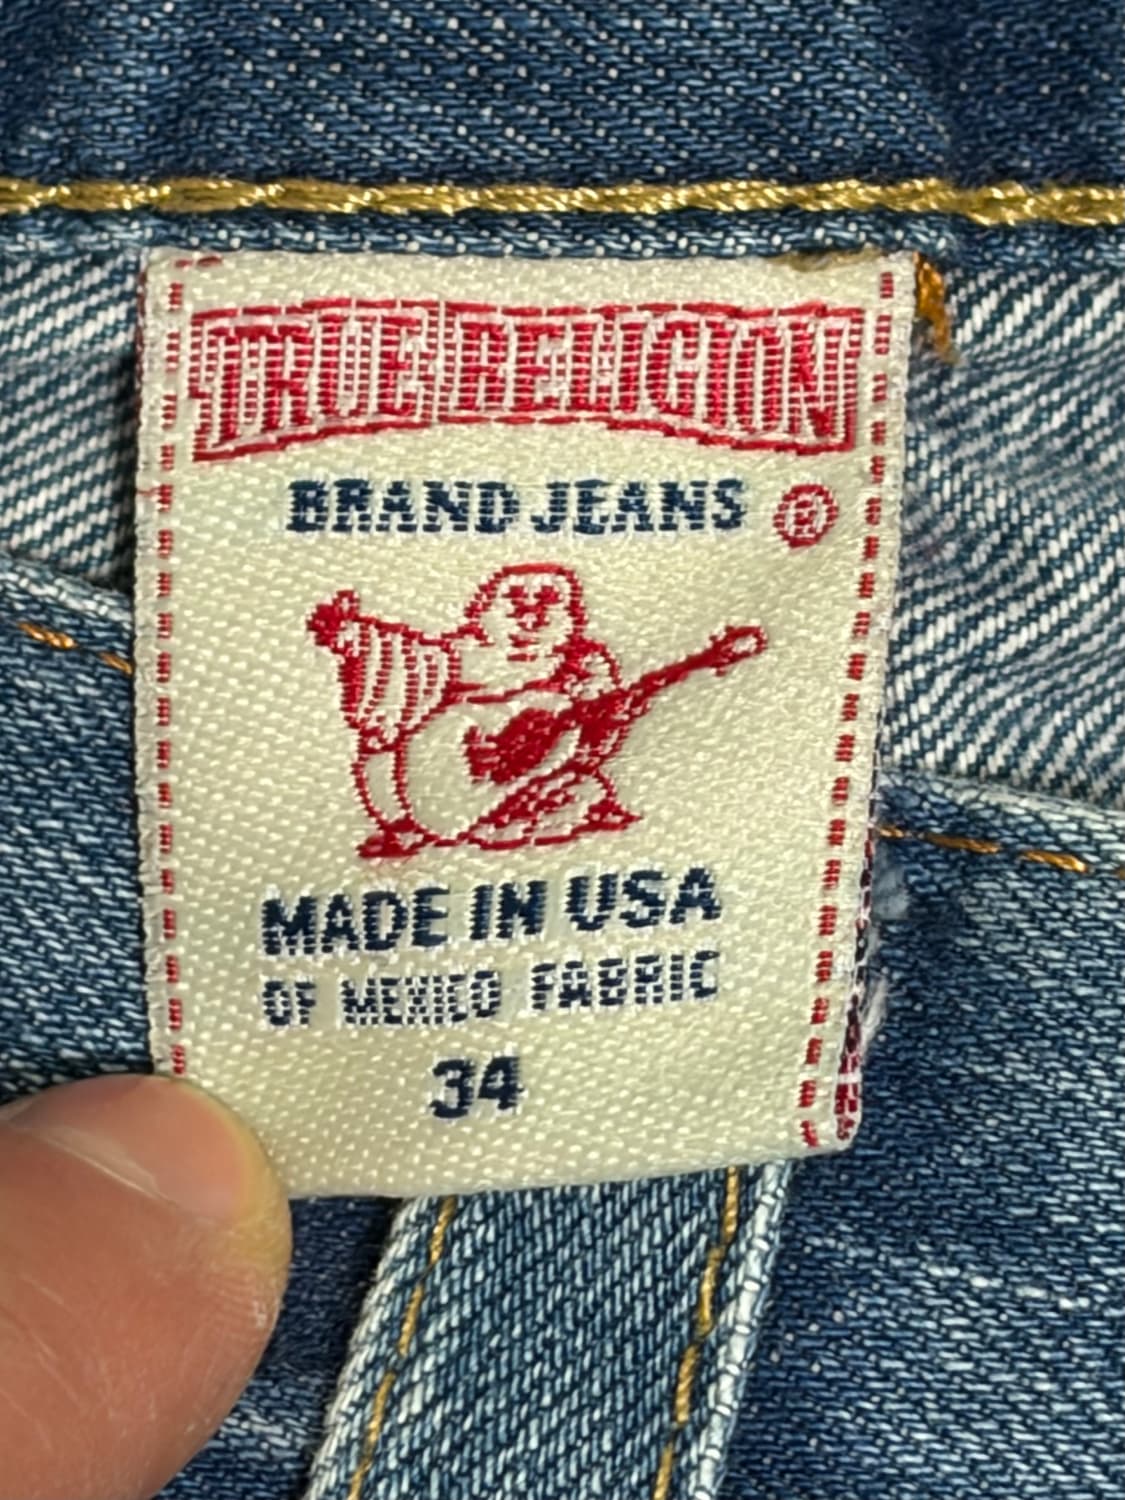 TRUE RELIGION
BRAND JEANS ®
MADE IN USA
OF MEXICO FABRIC
34